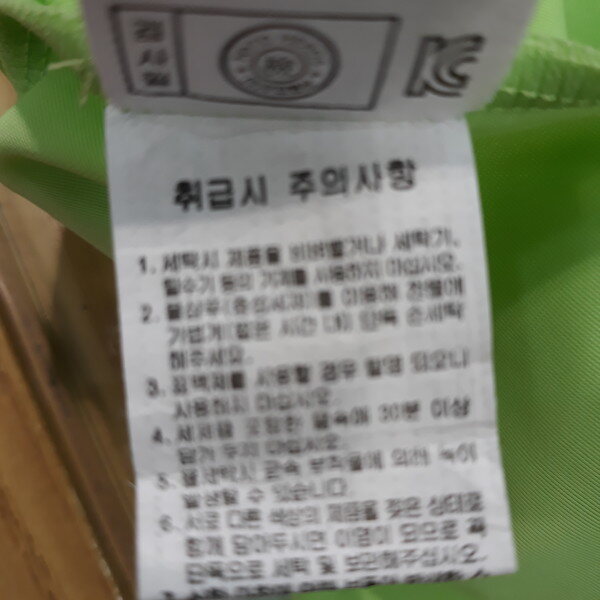 검사필
취급시 주의사항
1. 세탁시 제품을 비벼빨거나 세탁기,
탈수기 등의 기계를 사용하지 마십시오.
2. 물샴푸(중성세제)를 이용해 찬물에
가볍게(짧은 시간 내) 단독 손세탁
해주세요.
3. 표백제를 사용할 경우 탈염 되오니
사용하지 마십시오.
4. 세제를 포함한 물속에 30분 이상
담가 두지 마십시오.
5. 물세탁시 금속 부착물에 의해 녹이
발생될 수 있습니다.
6. 서로 다른 색상의 제품을 젖은 상태로
함께 담아두시면 이염이 되므로 꼭
단독으로 세탁 및 보관해주십시오.